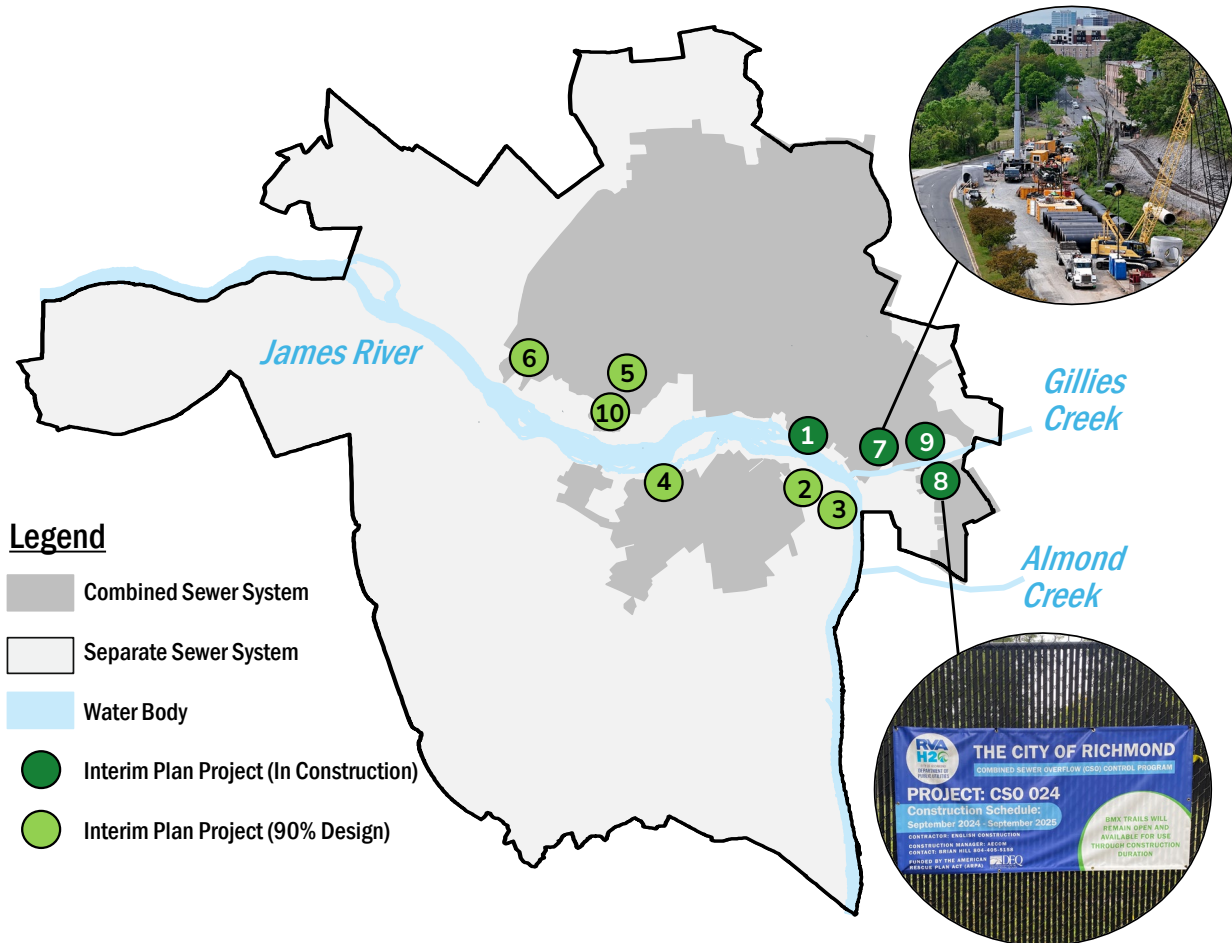 James River
Gillies
Creek
Almond
Creek
6
5
10
1
7
9
8
4
2
3
Legend
Combined Sewer System
Separate Sewer System
Water Body
Interim Plan Project (In Construction)
Interim Plan Project (90% Design)
RVA
H2O
THE CITY OF RICHMOND
COMBINED SEWER OVERFLOW (CSO) CONTROL PROGRAM
PROJECT: CSO 024
Construction Schedule:
September 2024 - September 2025
CONTRACTOR: ENGLISH CONSTRUCTION
CONSTRUCTION MANAGER: AECOM
CONTACT: BRIAN HILL
FUNDED BY THE AMERICAN
RESCUE PLAN ACT (ARPA)
DEQ
BMX TRAILS WILL
REMAIN OPEN AND
AVAILABLE FOR USE
THROUGH CONSTRUCTION
DURATION